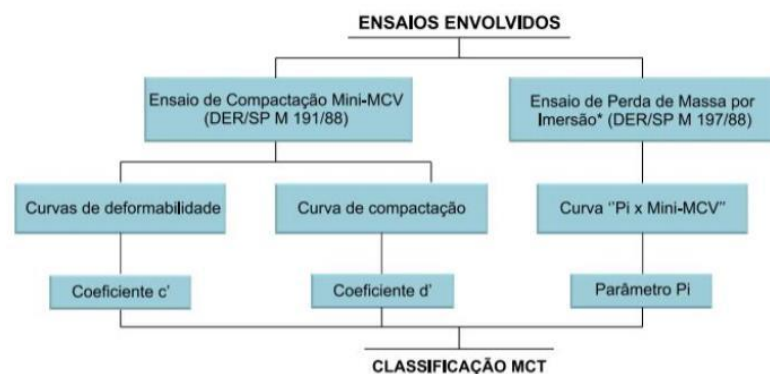 ENSAIOS ENVOLVIDOS
Ensaio de Compactação Mini-MCV
(DER/SP M 191/88)
Ensaio de Perda de Massa por
Imersão* (DER/SP M 197/88)
Curvas de deformabilidade
Curva de compactação
Curva "Pi x Mini-MCV"
Coeficiente c'
Coeficiente d'
Parâmetro Pi
CLASSIFICAÇÃO MCT